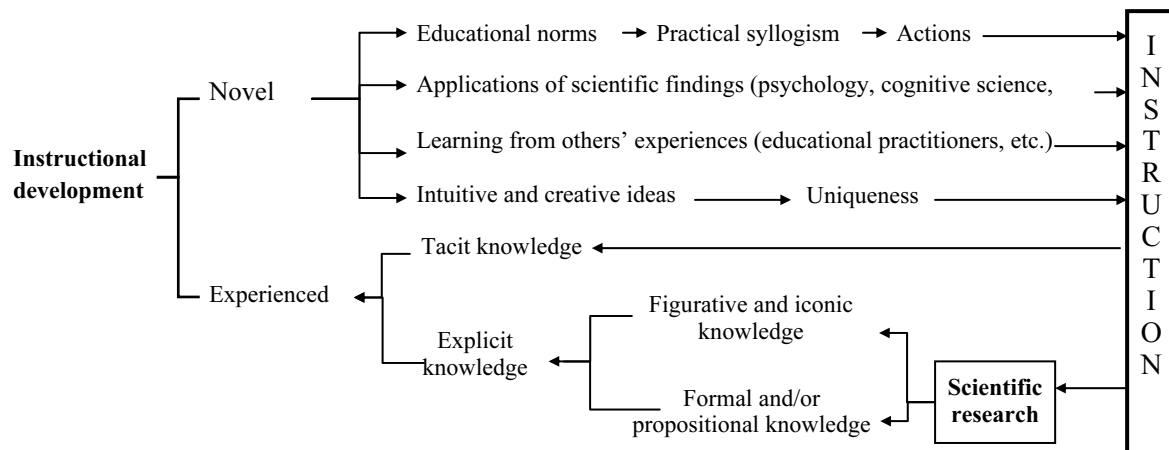 Educational norms
Practical syllogism
Actions
Novel
Applications of scientific findings (psychology, cognitive science,
Instructional
development
Learning from others’ experiences (educational practitioners, etc.)
Intuitive and creative ideas
Uniqueness
Tacit knowledge
Experienced
Explicit
knowledge
Figurative and iconic
knowledge
Formal and/or
propositional knowledge
Scientific
research
I
N
S
T
R
U
C
T
I
O
N